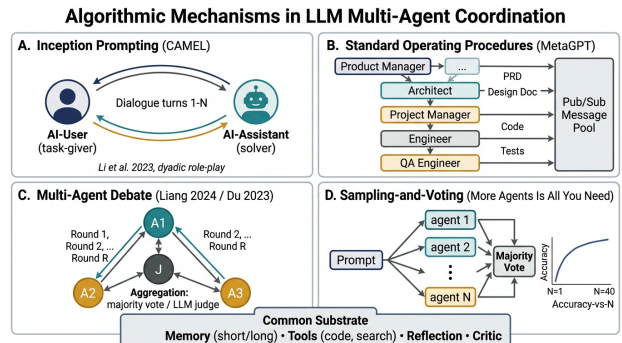 Algorithmic Mechanisms in LLM Multi-Agent Coordination
A. Inception Prompting (CAMEL)
Dialogue turns 1-N
AI-User
(task-giver)
AI-Assistant
(solver)
Li et al. 2023, dyadic role-play
B. Standard Operating Procedures (MetaGPT)
Product Manager
...
PRD
Architect
Design Doc
Project Manager
Code
Engineer
Tests
QA Engineer
Pub/Sub
Message
Pool
C. Multi-Agent Debate (Liang 2024 / Du 2023)
A1
Round 1,
Round 2, ...
Round R
Round 2, ...
Round R
J
A2
A3
Aggregation:
majority vote / LLM judge
D. Sampling-and-Voting (More Agents Is All You Need)
Prompt
agent 1
agent 2
⋮
agent N
Majority
Vote
Accuracy
N=1
N=40
Accuracy-vs-N
Common Substrate
Memory (short/long) • Tools (code, search) • Reflection • Critic